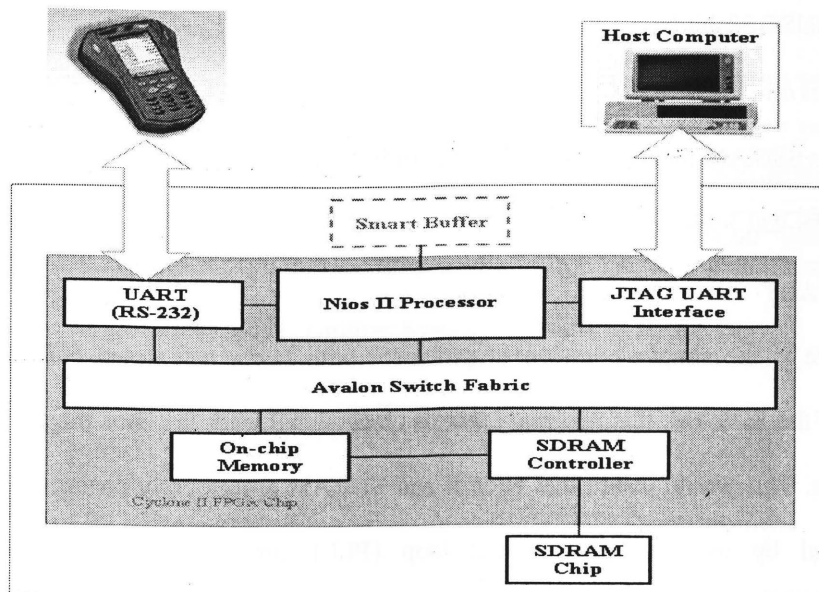 Host Computer
Smart Buffer
UART
(RS-232)
Nios II Processor
JTAG UART
Interface
Avalon Switch Fabric
On-chip
Memory
SDRAM
Controller
Cyclone II FPGA Chip
SDRAM
Chip